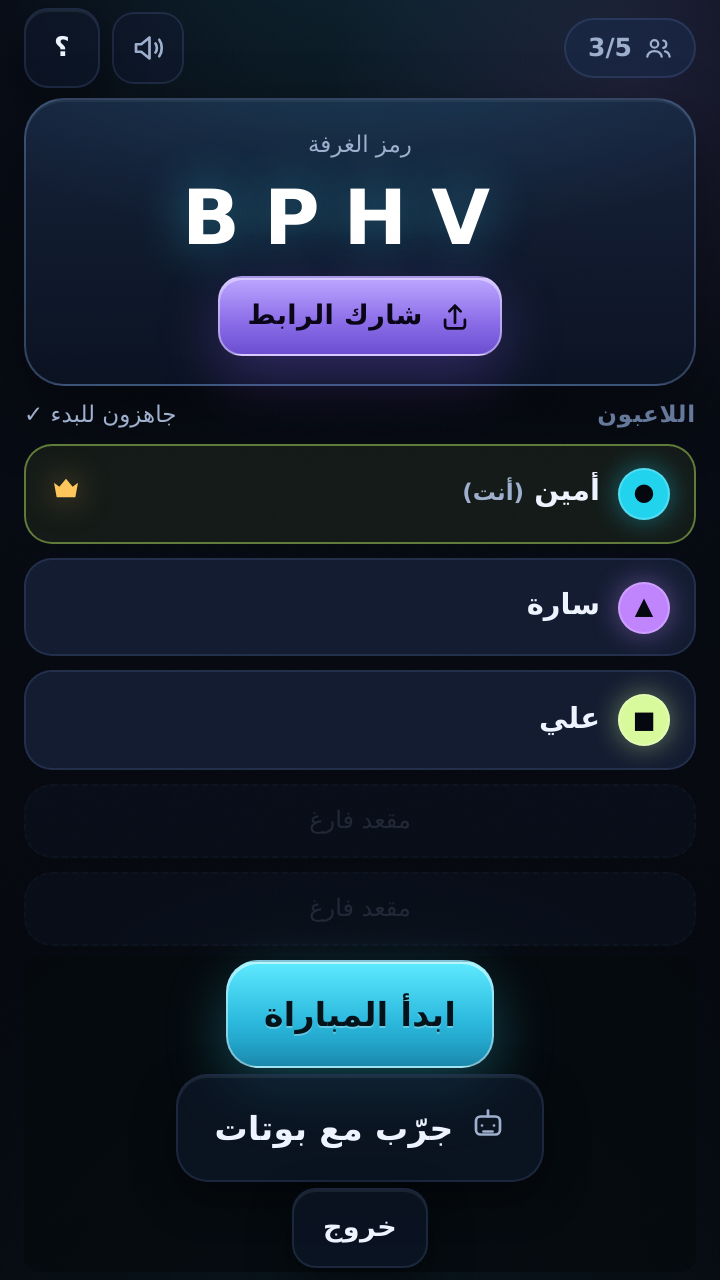 3/5
؟
رمز الغرفة
BPHV
شارك الرابط
اللاعبون
جاهزون للبدء ✓
أمين (أنت)
سارة
علي
مقعد فارغ
مقعد فارغ
ابدأ المباراة
جرّب مع بوتات
خروج